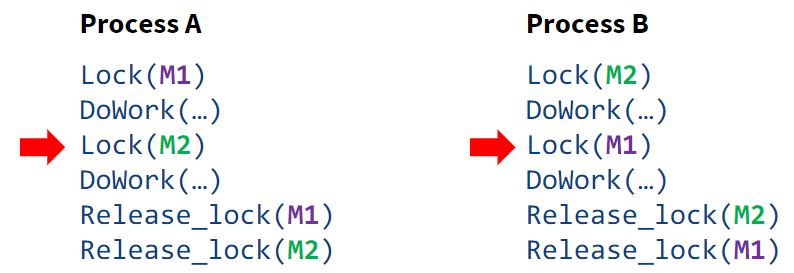 Process A
Lock(M1)
DoWork(…)
Lock(M2)
DoWork(…)
Release_lock(M1)
Release_lock(M2)
Process B
Lock(M2)
DoWork(…)
Lock(M1)
DoWork(…)
Release_lock(M2)
Release_lock(M1)